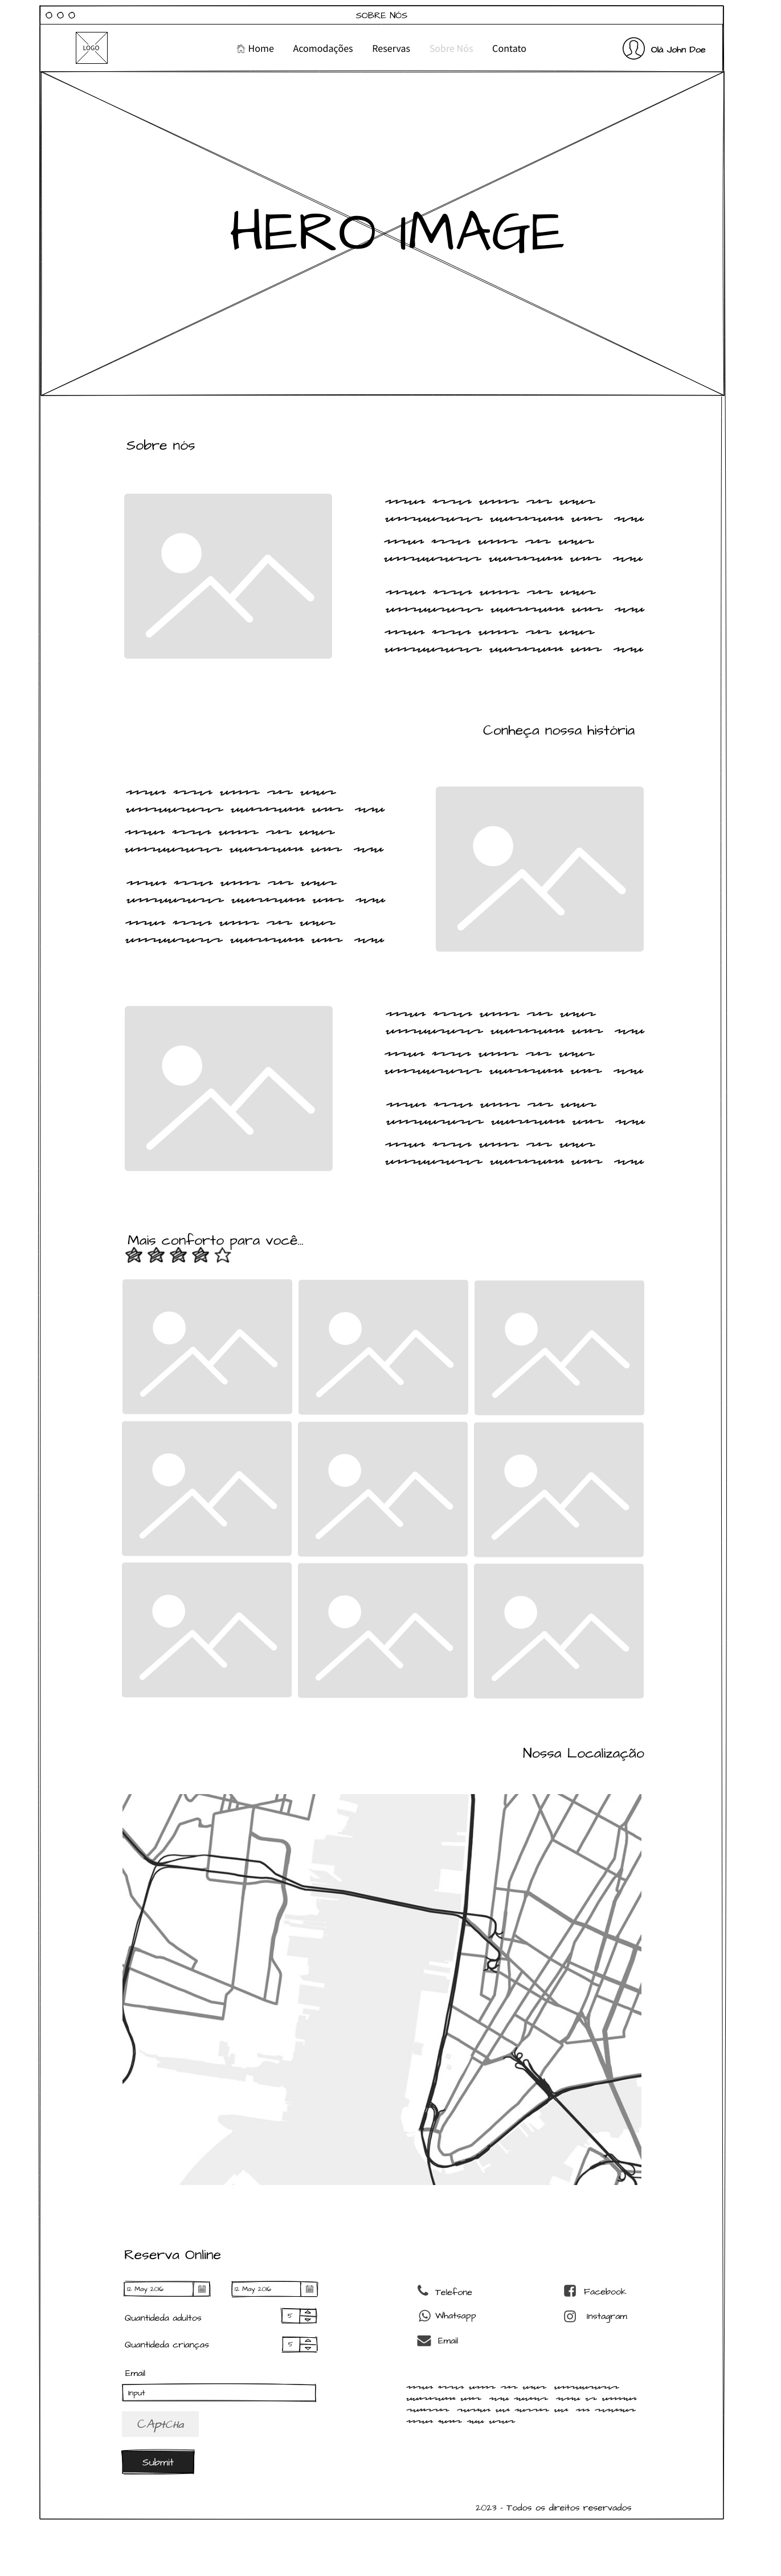 SOBRE NÓS
LOGO
Home Acomodações Reservas Sobre Nós Contato
Olá John Doe
HERO IMAGE
Sobre nós
Conheça nossa história
Mais conforto para você...
Nossa Localização
Reserva Online
12 May 2016 12 May 2016
Quantideda adultos 5
Quantideda crianças 5
Email
Input
CAptCHa
Submit
Telefone
Facebook
Whatsapp
Instagram
Email
2023 - Todos os direitos reservados